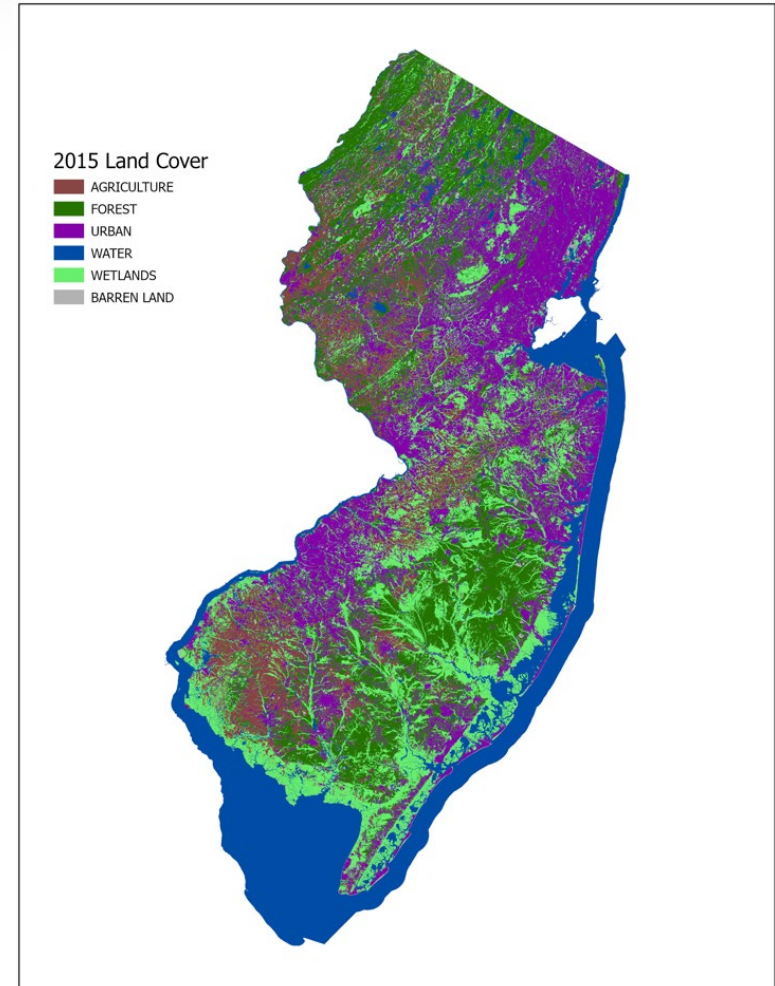 2015 Land Cover
AGRICULTURE
FOREST
URBAN
WATER
WETLANDS
BARREN LAND